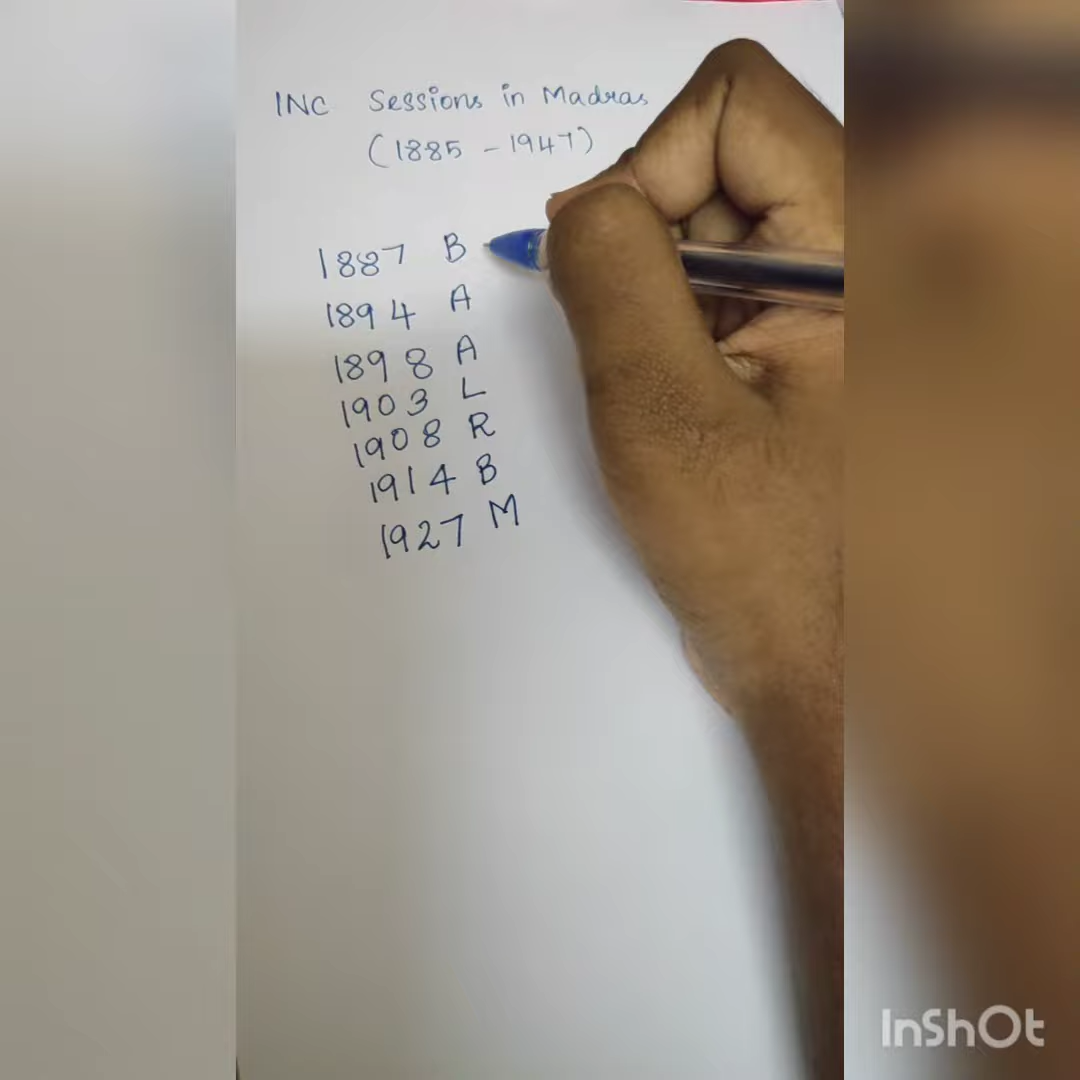 INC Sessions in Madras
(1885 - 1947)
1887 B
1894 A
1898 A
1903 L
1908 R
1914 B
1927 M
InShOt